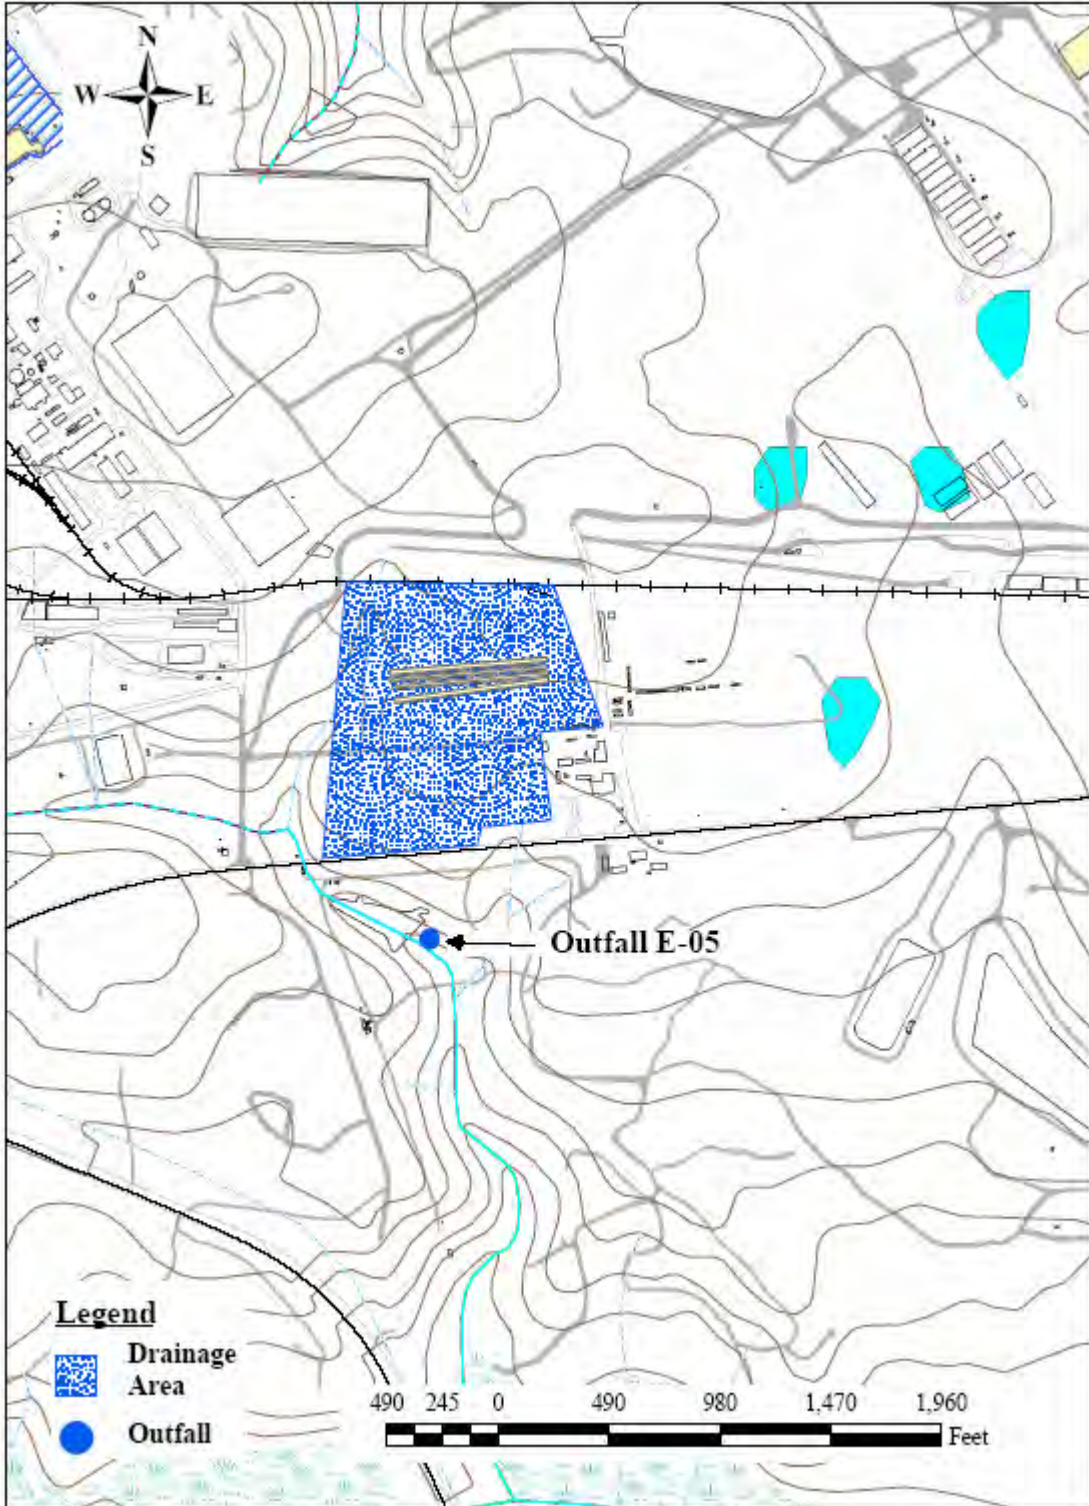 N
W E
S
Outfall E-05
Legend
Drainage
Area
Outfall
490 245 0 490 980 1,470 1,960
Feet